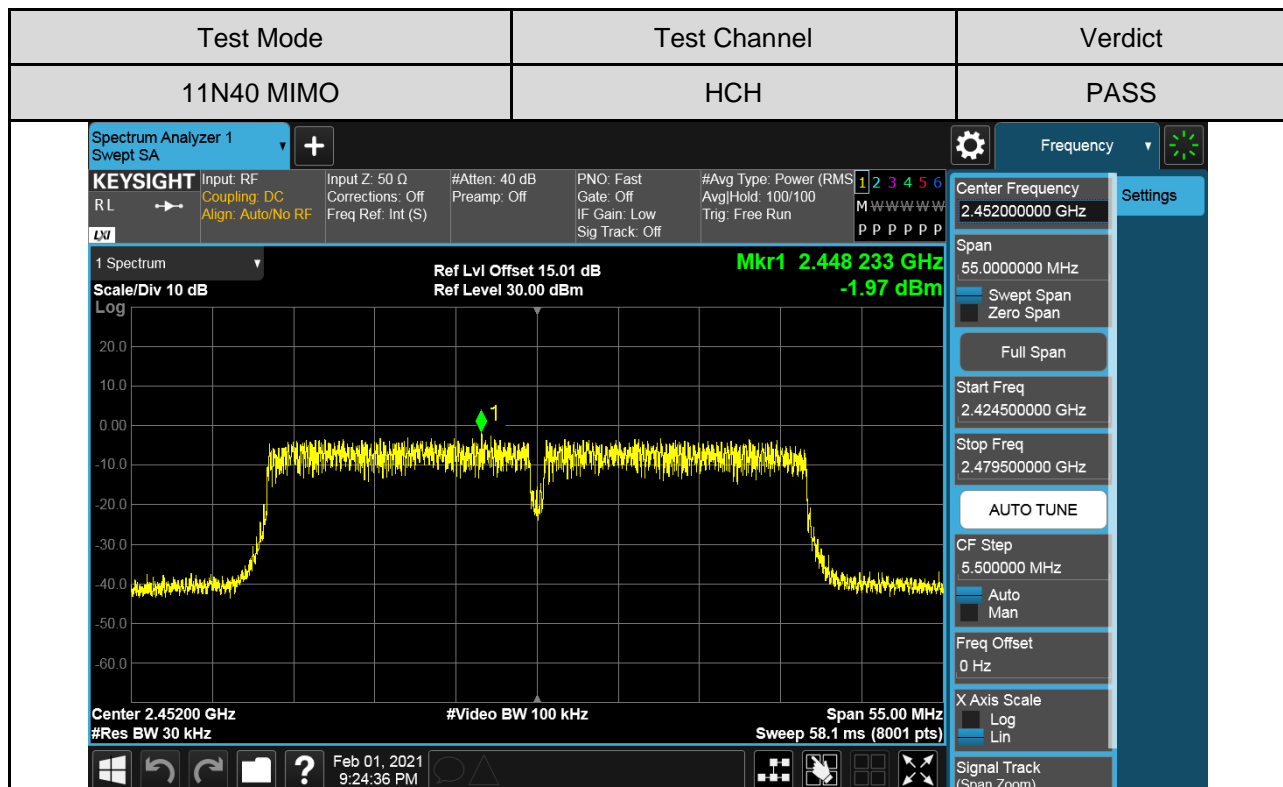 Test Mode Test Channel Verdict
11N40 MIMO HCH PASS
Spectrum Analyzer 1
Swept SA
+
Frequency
KEYSIGHT
RL
LXI
Input: RF
Coupling: DC
Align: Auto/No RF
Input Z: 50 Ω
Corrections: Off
Freq Ref: Int (S)
#Atten: 40 dB
Preamp: Off
PNO: Fast
Gate: Off
IF Gain: Low
Sig Track: Off
#Avg Type: Power (RMS
Avg|Hold: 100/100
Trig: Free Run
1 2 3 4 5 6
M W W W W W
P P P P P P
1 Spectrum
Scale/Div 10 dB
Log
Ref Lvl Offset 15.01 dB
Ref Level 30.00 dBm
Mkr1 2.448 233 GHz
-1.97 dBm
1
20.0
10.0
0.00
-10.0
-20.0
-30.0
-40.0
-50.0
-60.0
Center 2.45200 GHz
#Res BW 30 kHz
#Video BW 100 kHz
Span 55.00 MHz
Sweep 58.1 ms (8001 pts)
?
Feb 01, 2021
9:24:36 PM
Center Frequency
2.452000000 GHz
Settings
Span
55.0000000 MHz
Swept Span
Zero Span
Full Span
Start Freq
2.424500000 GHz
Stop Freq
2.479500000 GHz
AUTO TUNE
CF Step
5.500000 MHz
Auto
Man
Freq Offset
0 Hz
X Axis Scale
Log
Lin
Signal Track
(Span Zoom)